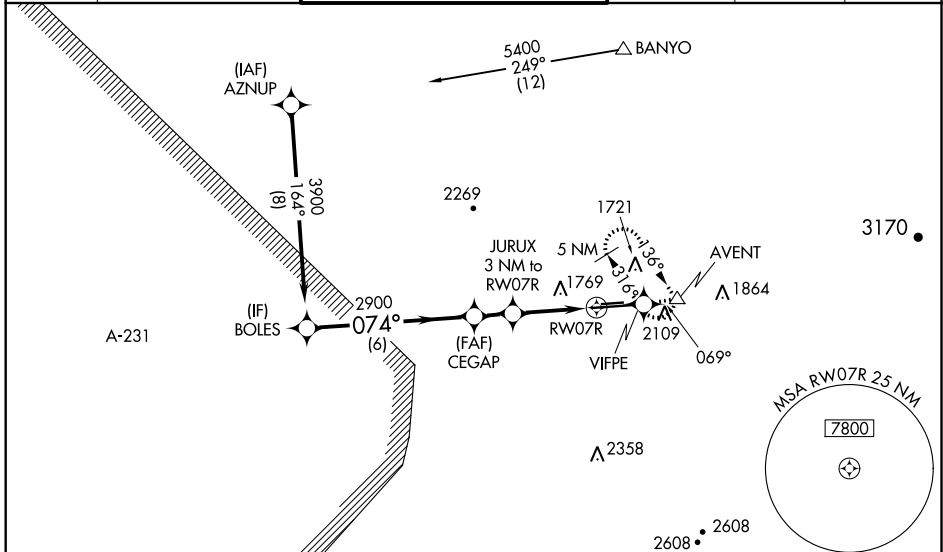 5400
249°
(12)
BANYO
(IAF)
AZNUP
3900
164°
(8)
2269
1721
3170
JURUX
3 NM to
RW07R
5 NM
136°
316°
AVENT
1769
1864
(IF)
BOLES
2900
074°
(6)
A-231
(FAF)
CEGAP
RW07R
VIFPE
2109
069°
MSA RW07R 25 NM
7800
2358
2608
2608